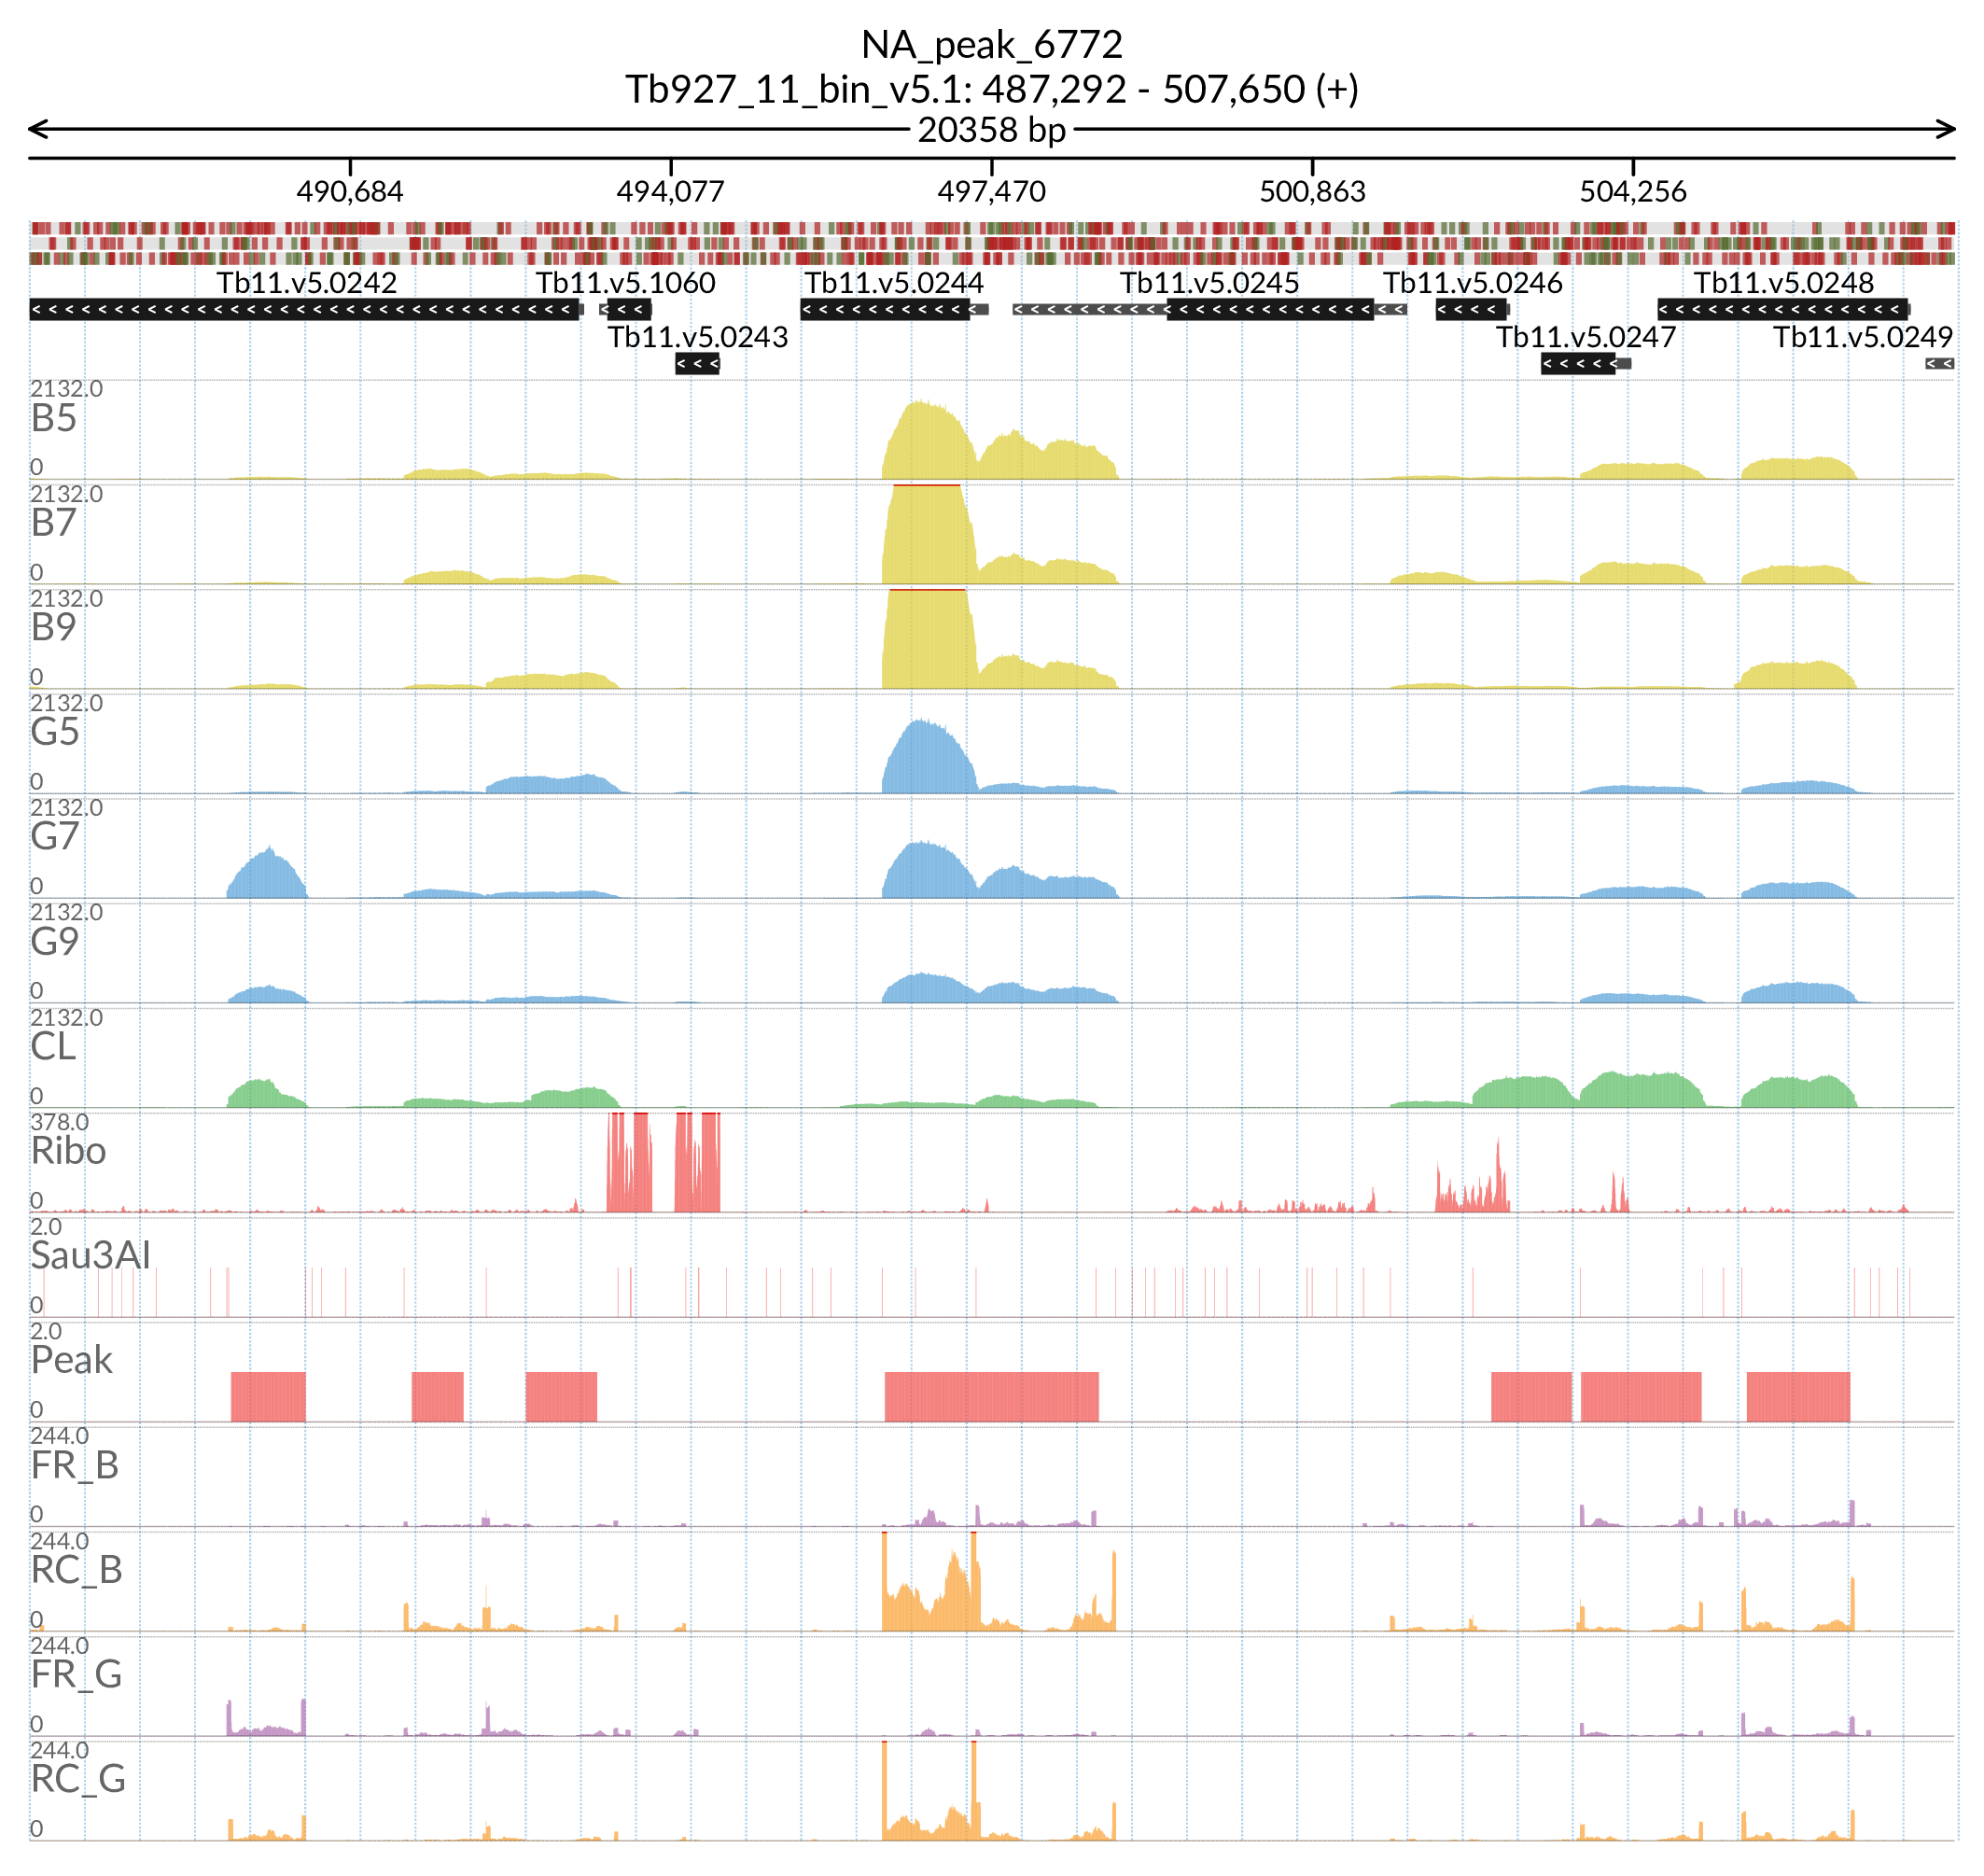 NA_peak_6772
Tb927_11_bin_v5.1: 487,292 - 507,650 (+)
20358 bp
490,684 494,077 497,470 500,863 504,256
Tb11.v5.0242 Tb11.v5.1060 Tb11.v5.0244 Tb11.v5.0245 Tb11.v5.0246 Tb11.v5.0248
Tb11.v5.0243 Tb11.v5.0247 Tb11.v5.0249
2132.0
B5
0
2132.0
B7
0
2132.0
B9
0
2132.0
G5
0
2132.0
G7
0
2132.0
G9
0
2132.0
CL
0
378.0
Ribo
0
2.0
Sau3AI
0
2.0
Peak
0
244.0
FR_B
0
244.0
RC_B
0
244.0
FR_G
0
244.0
RC_G
0